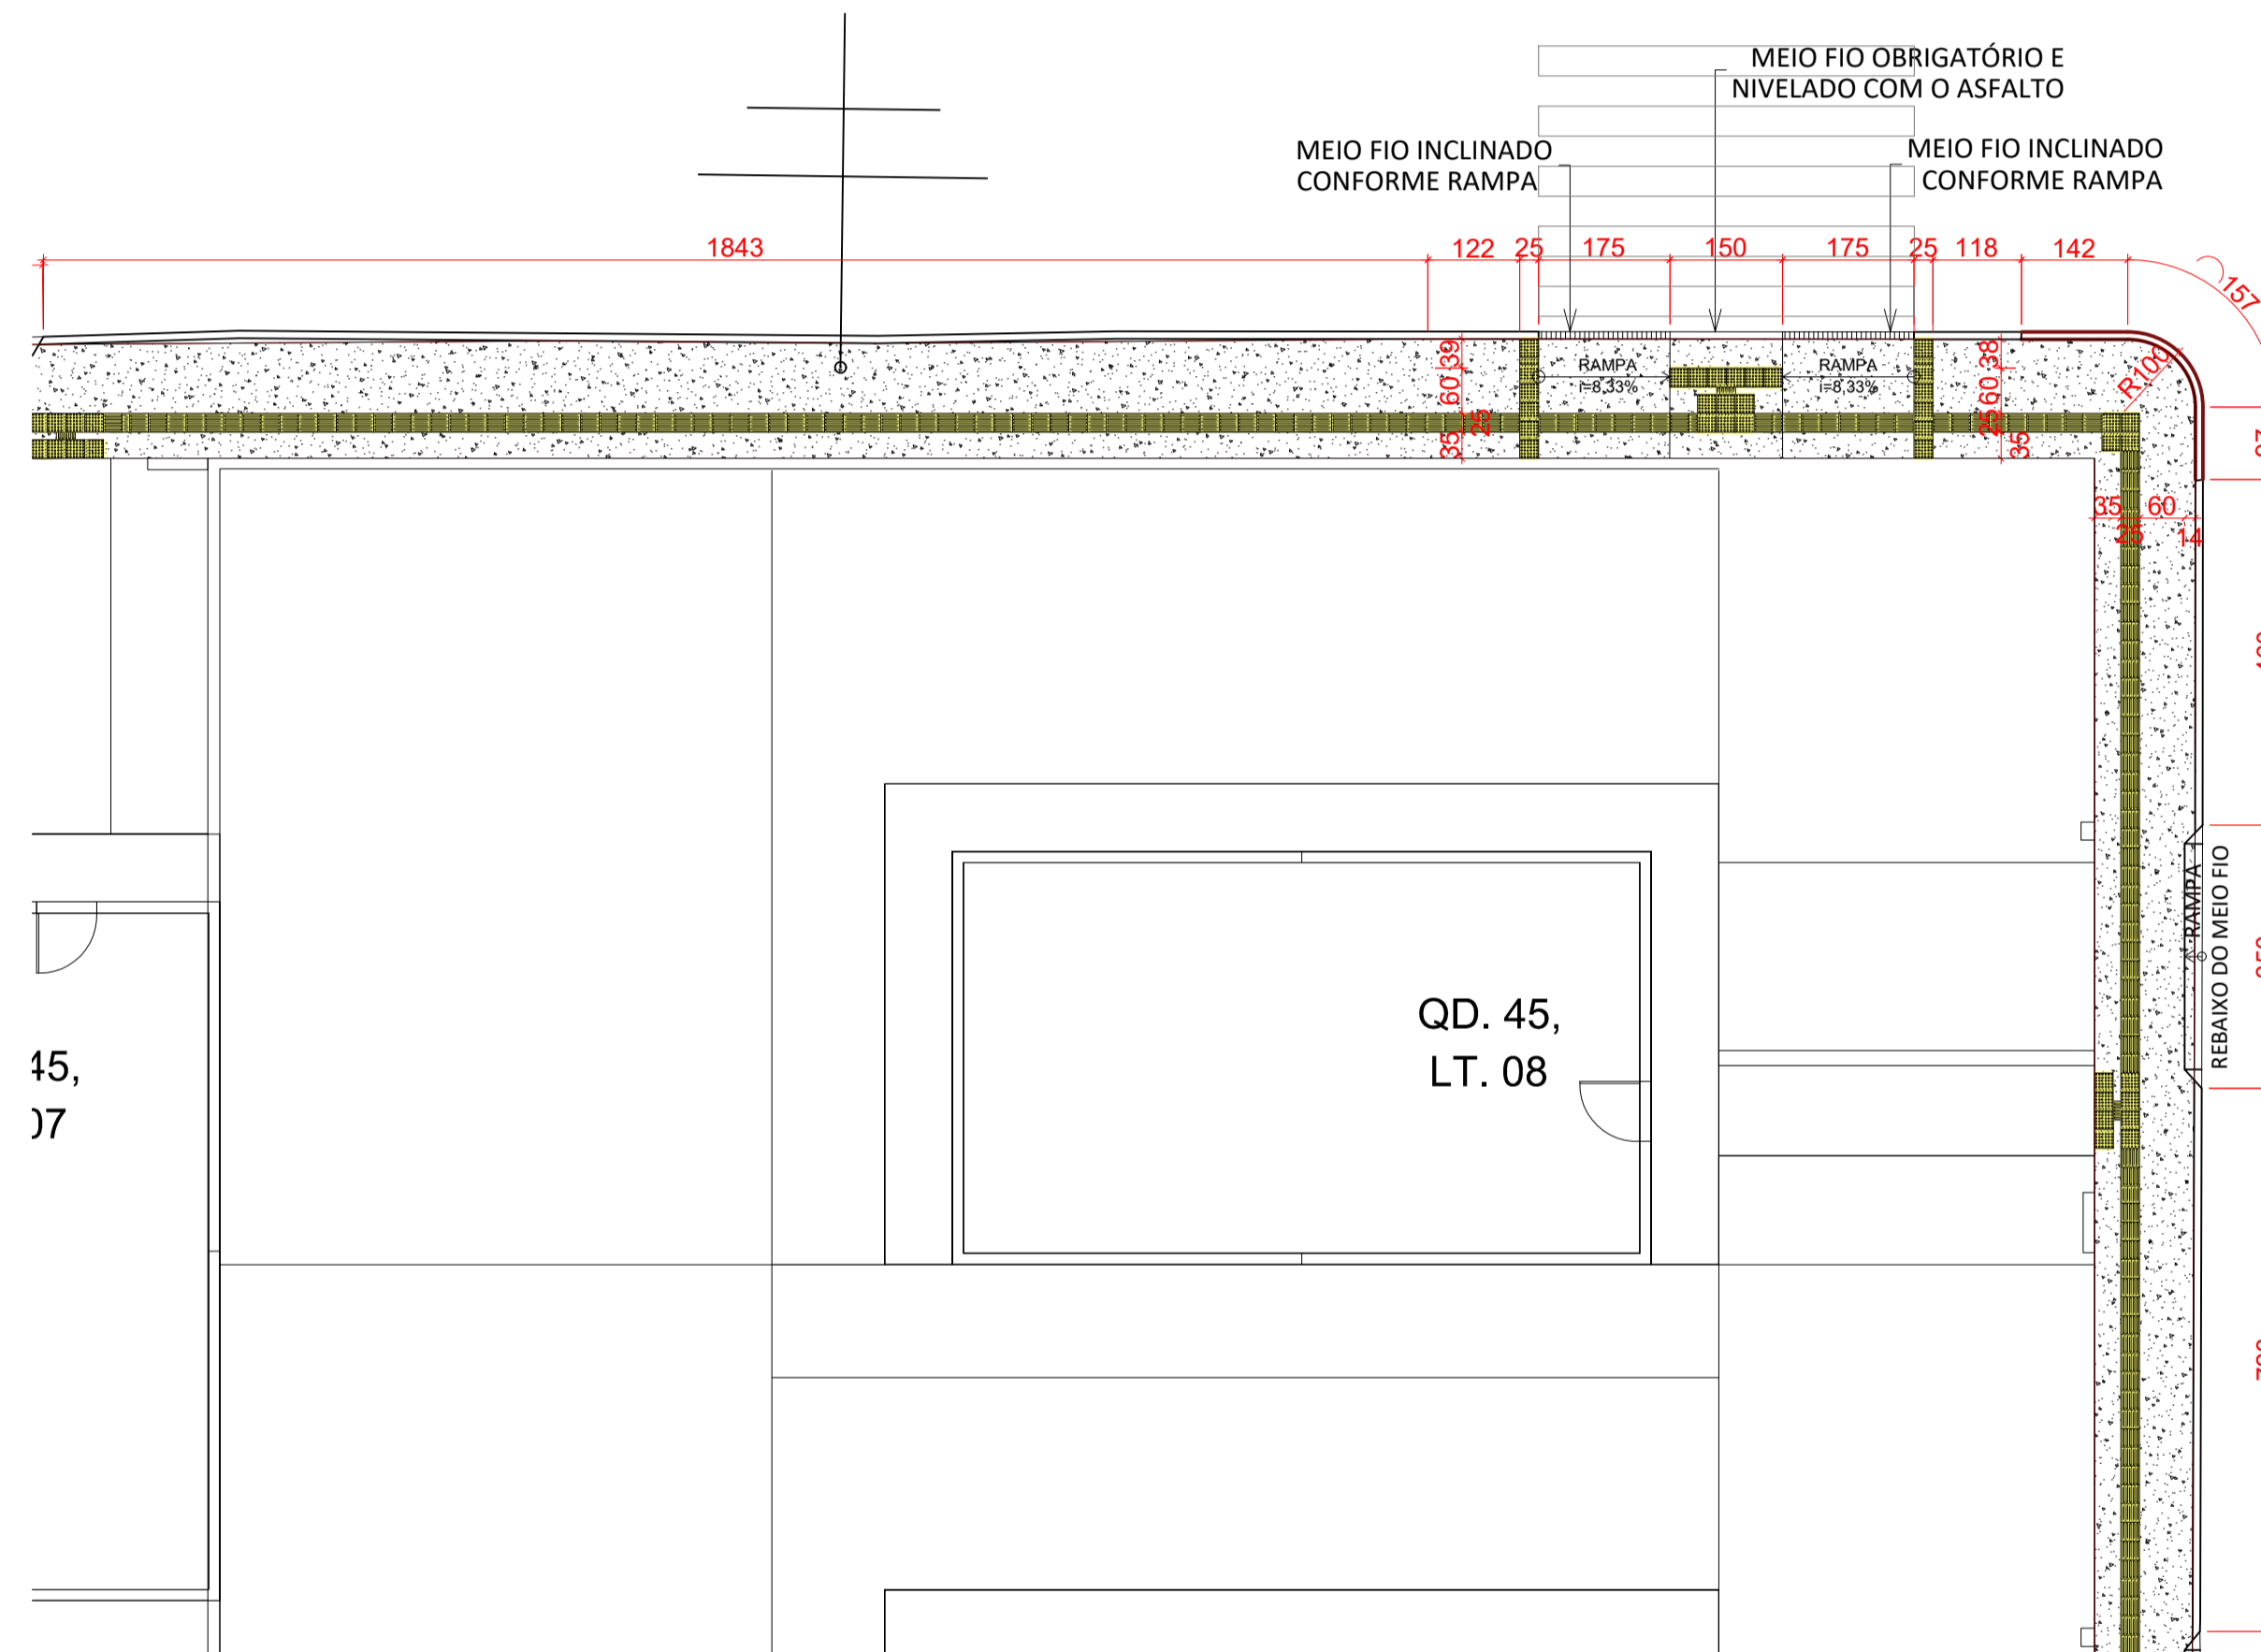 MEIO FIO OBRIGATÓRIO E
NIVELADO COM O ASFALTO
MEIO FIO INCLINADO
CONFORME RAMPA
MEIO FIO INCLINADO
CONFORME RAMPA
1843
122
25
175
150
175
25
118
142
157
R100
39
60
25
35
RAMPA
i=8,33%
RAMPA
i=8,33%
38
60
25
35
35
25
60
14
RAMPA
REBAIXO DO MEIO FIO
QD. 45,
LT. 08
45,
07